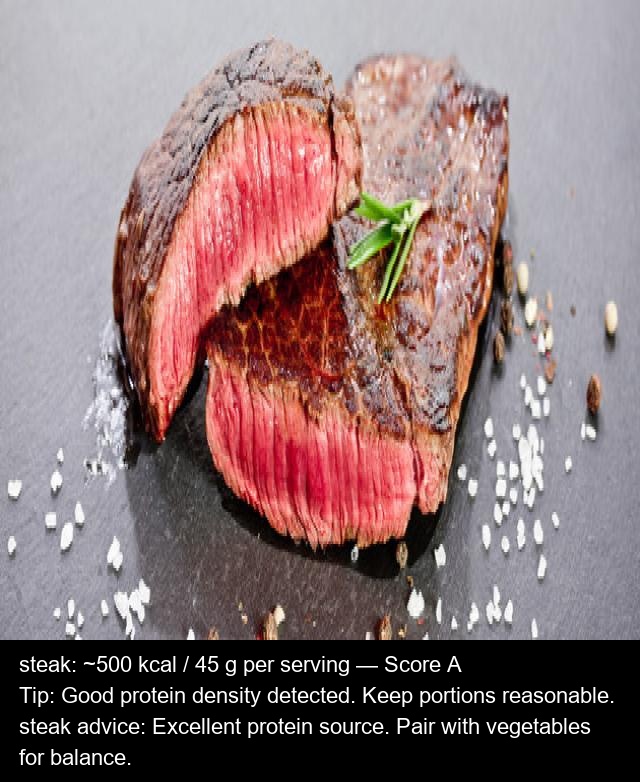 steak: ~500 kcal / 45 g per serving — Score A
Tip: Good protein density detected. Keep portions reasonable.
steak advice: Excellent protein source. Pair with vegetables
for balance.